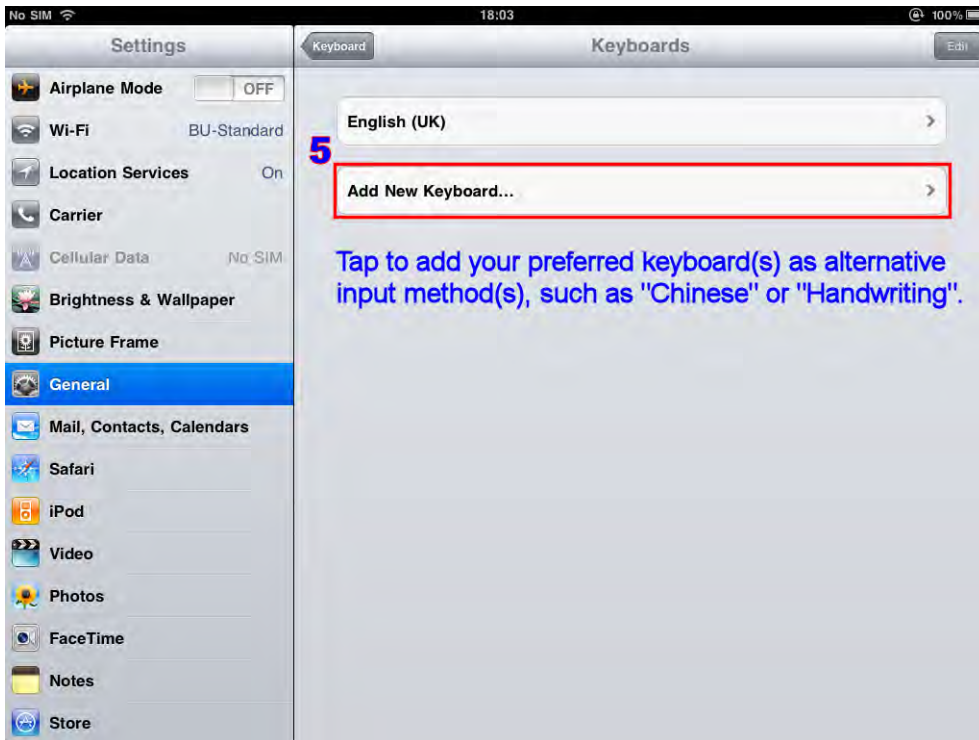 No SIM 18:03 100%
Settings
Keyboard Keyboards Edit
Airplane Mode OFF
Wi-Fi BU-Standard
Location Services On
Carrier
Cellular Data No SIM
Brightness & Wallpaper
Picture Frame
General
Mail, Contacts, Calendars
Safari
iPod
Video
Photos
FaceTime
Notes
Store
English (UK)
5
Add New Keyboard...
Tap to add your preferred keyboard(s) as alternative
input method(s), such as "Chinese" or "Handwriting".